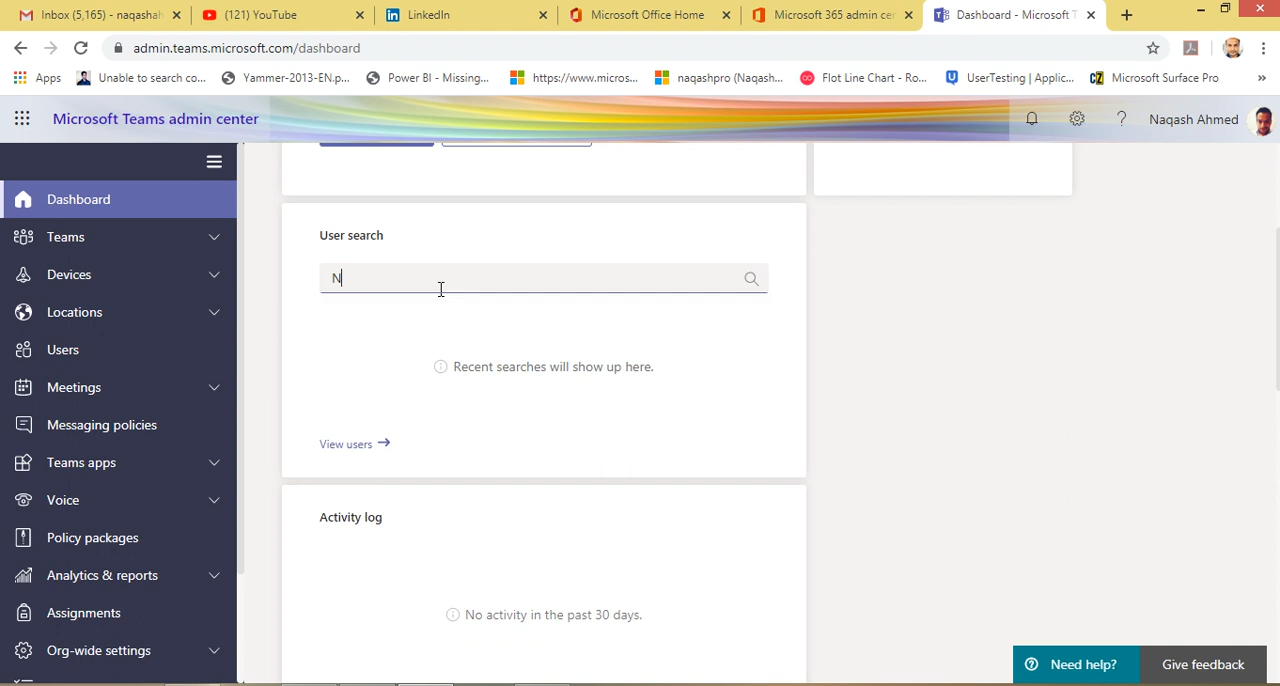 Inbox (5,165) - naqashah
(121) YouTube
LinkedIn
Microsoft Office Home
Microsoft 365 admin cen
Dashboard - Microsoft T
admin.teams.microsoft.com/dashboard
Apps
Unable to search co...
Yammer-2013-EN.p...
Power BI - Missing...
https://www.micros...
naqashpro (Naqash...
Flot Line Chart - Ro...
UserTesting | Applic...
CZ
Microsoft Surface Pro
»
Microsoft Teams admin center
Naqash Ahmed
Dashboard
Teams
Devices
Locations
Users
Meetings
Messaging policies
Teams apps
Voice
Policy packages
Analytics & reports
Assignments
Org-wide settings
User search
N
Recent searches will show up here.
View users
Activity log
No activity in the past 30 days.
Need help?
Give feedback